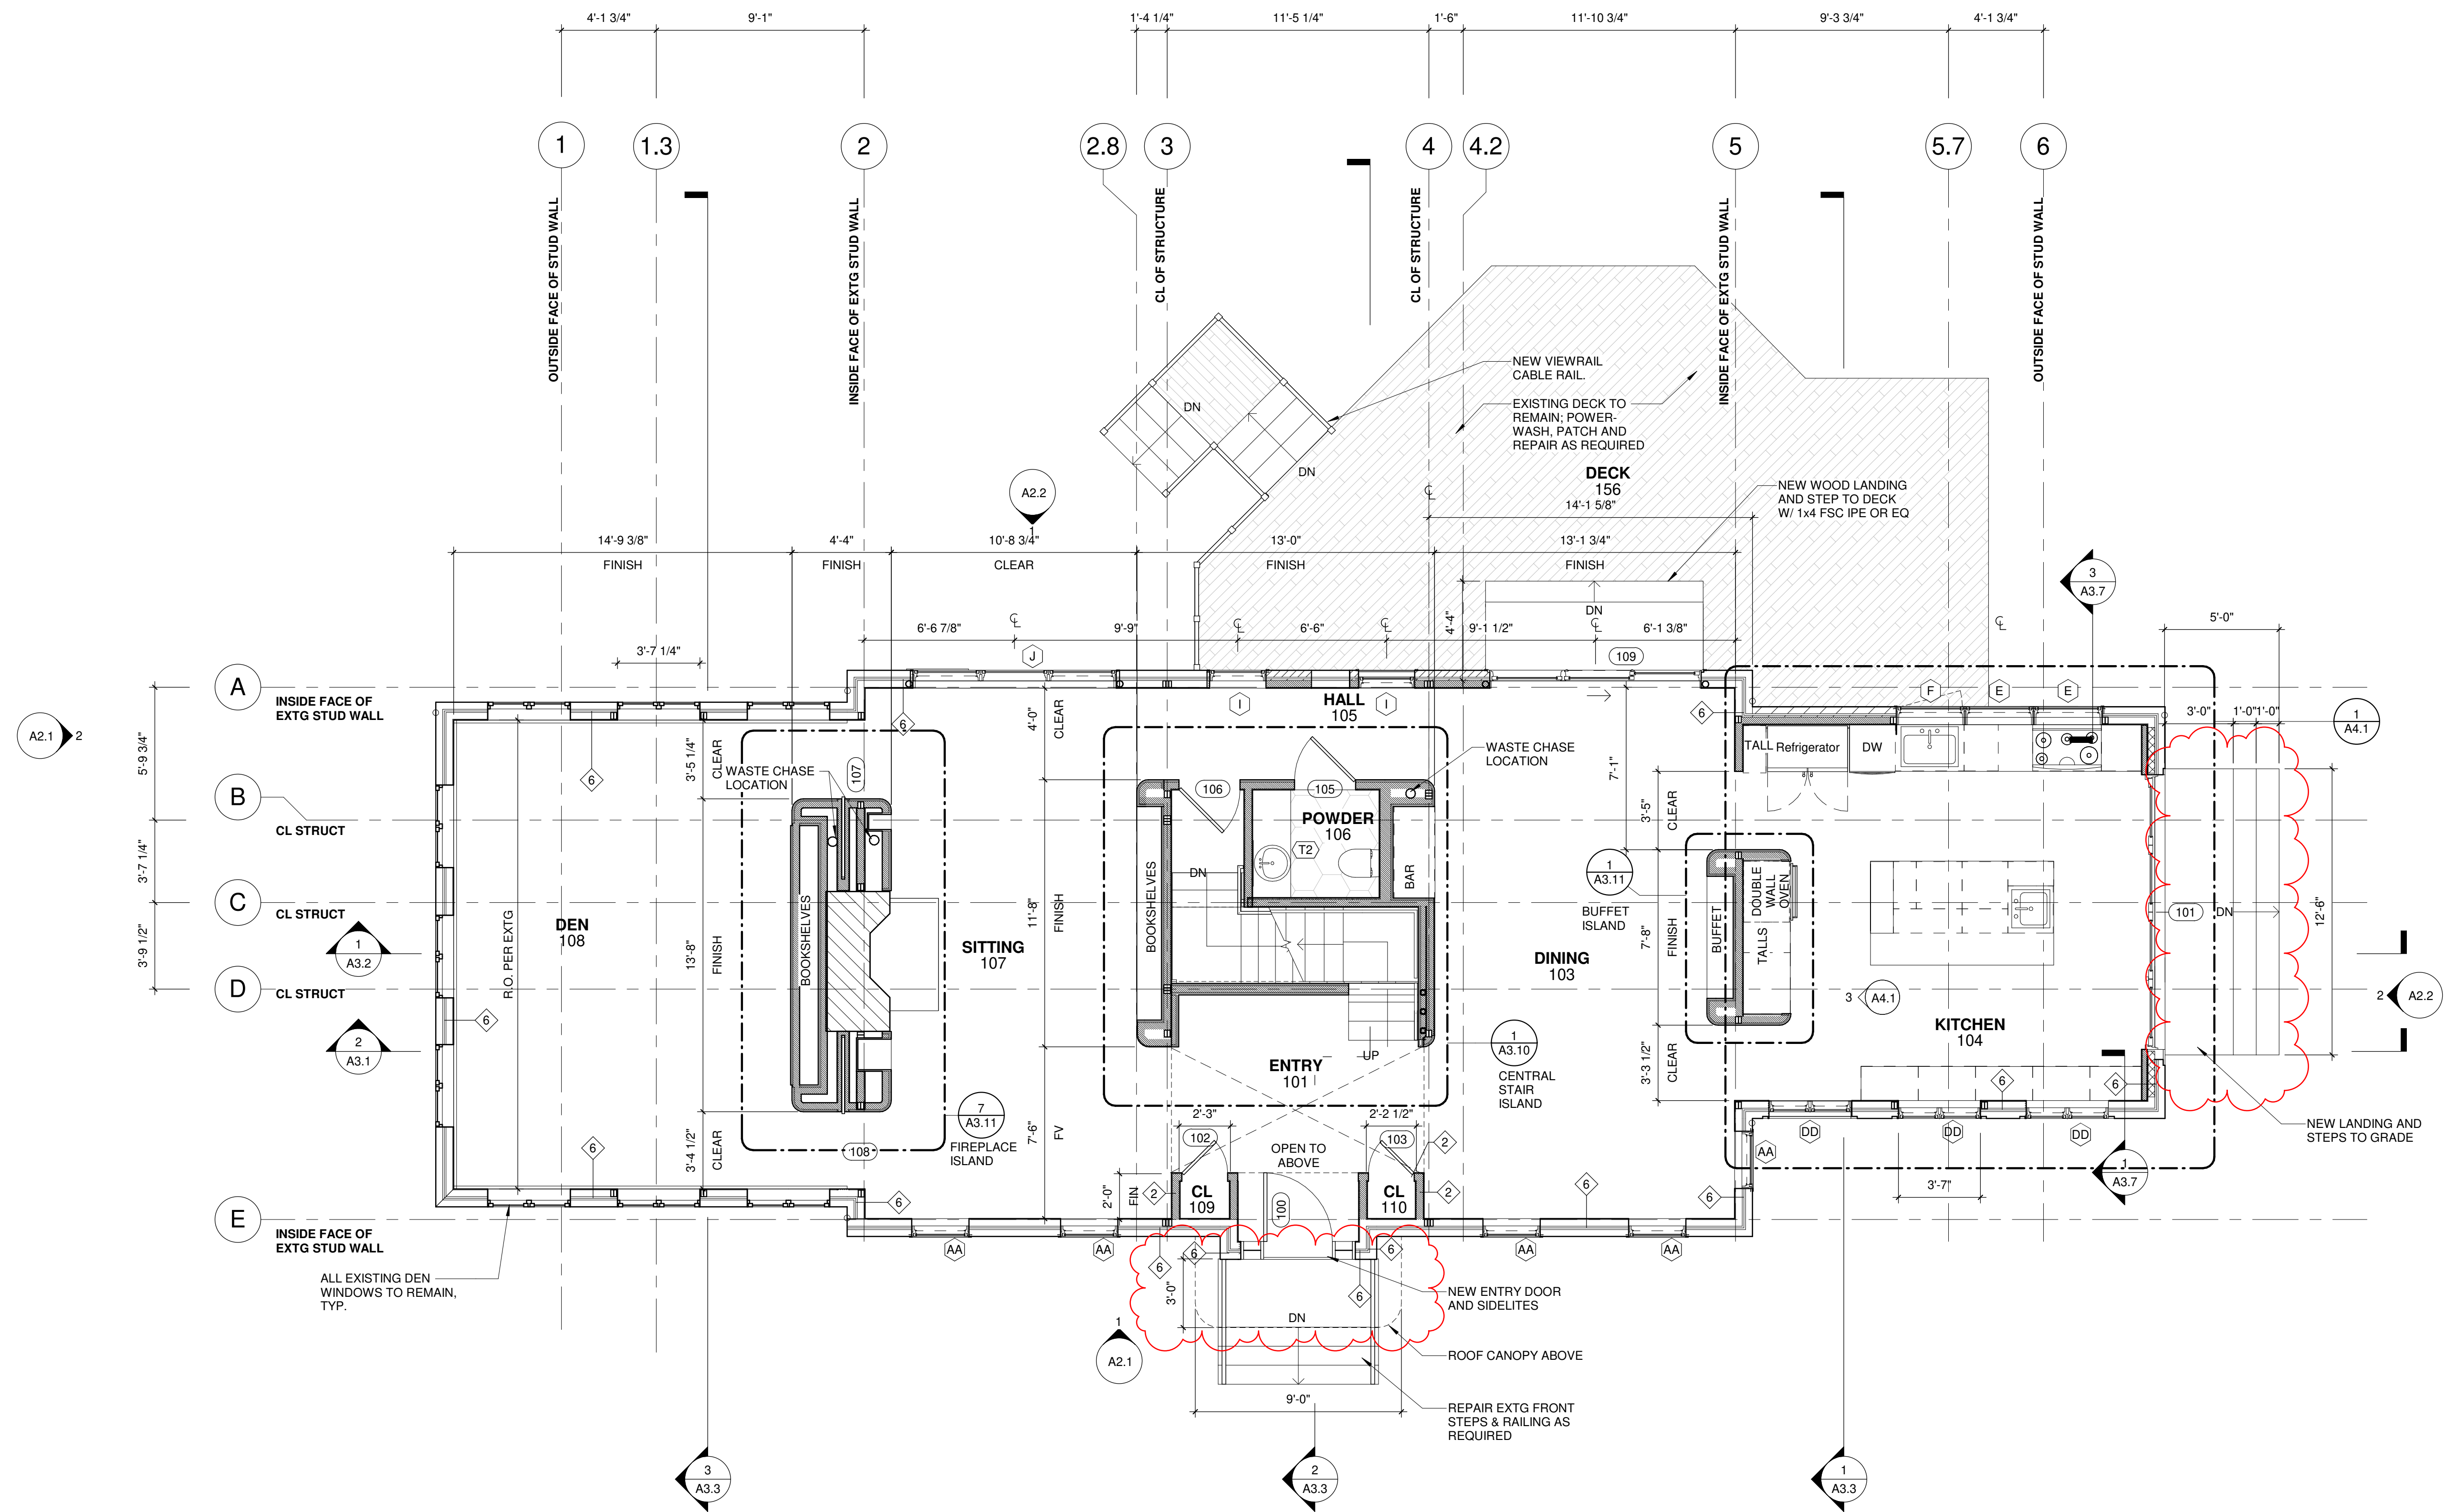 4'-1 3/4"
9'-1"
1'-4 1/4"
11'-5 1/4"
1'-6"
11'-10 3/4"
9'-3 3/4"
4'-1 3/4"
1
1.3
2
2.8
3
4
4.2
5
5.7
6
OUTSIDE FACE OF STUD WALL
INSIDE FACE OF EXTG STUD WALL
CL OF STRUCTURE
CL OF STRUCTURE
INSIDE FACE OF EXTG STUD WALL
OUTSIDE FACE OF STUD WALL
NEW VIEWRAIL
CABLE RAIL.
EXISTING DECK TO
REMAIN; POWER-
WASH, PATCH AND
REPAIR AS REQUIRED
DN
DN
DECK
156
14'-1 5/8"
NEW WOOD LANDING
AND STEP TO DECK
W/ 1x4 FSC IPE OR EQ
A2.2
1
14'-9 3/8"
FINISH
4'-4"
FINISH
10'-8 3/4"
CLEAR
13'-0"
FINISH
13'-1 3/4"
FINISH
3
A3.7
DN
6'-6 7/8"
9'-9"
6'-6"
4'-4"
9'-1 1/2"
6'-1 3/8"
5'-0"
3'-7 1/4"
J
109
A
INSIDE FACE OF
EXTG STUD WALL
A2.1
2
5'-9 3/4"
I
HALL
105
I
F
E
E
3'-0"
1'-0"
1'-0"
1
A4.1
6
6
6
4'-0"
CLEAR
3'-5 1/4"
CLEAR
WASTE CHASE
LOCATION
107
WASTE CHASE
LOCATION
7'-1"
TALL
Refrigerator
DW
B
CL STRUCT
106
105
POWDER
106
T2
3'-5"
CLEAR
3'-7 1/4"
C
CL STRUCT
DN
BAR
1
A3.11
BUFFET
ISLAND
DOUBLE
WALL
OVEN
TALLS
BUFFET
7'-8"
FINISH
101
DN
12'-6"
BOOKSHELVES
BOOKSHELVES
11'-8"
FINISH
DEN
108
R.O. PER EXTG
13'-8"
FINISH
SITTING
107
DINING
103
1
A3.2
3'-9 1/2"
D
CL STRUCT
6
3
A4.1
2
A2.2
KITCHEN
104
2
A3.1
UP
ENTRY
101
1
A3.10
CENTRAL
STAIR
ISLAND
3'-3 1/2"
CLEAR
6
6
7
A3.11
FIREPLACE
ISLAND
7'-6"
FV
2'-3"
2'-2 1/2"
102
103
2
OPEN TO
ABOVE
3'-4 1/2"
CLEAR
108
6
AA
DD
DD
DD
NEW LANDING AND
STEPS TO GRADE
1
A3.7
3'-7"
2'-0"
FIN
2
CL
109
100
CL
110
2
6
6
6
E
INSIDE FACE OF
EXTG STUD WALL
AA
AA
6
6
6
6
AA
AA
ALL EXISTING DEN
WINDOWS TO REMAIN,
TYP.
3'-0"
NEW ENTRY DOOR
AND SIDELITES
DN
1
A2.1
ROOF CANOPY ABOVE
9'-0"
REPAIR EXTG FRONT
STEPS & RAILING AS
REQUIRED
3
A3.3
2
A3.3
1
A3.3